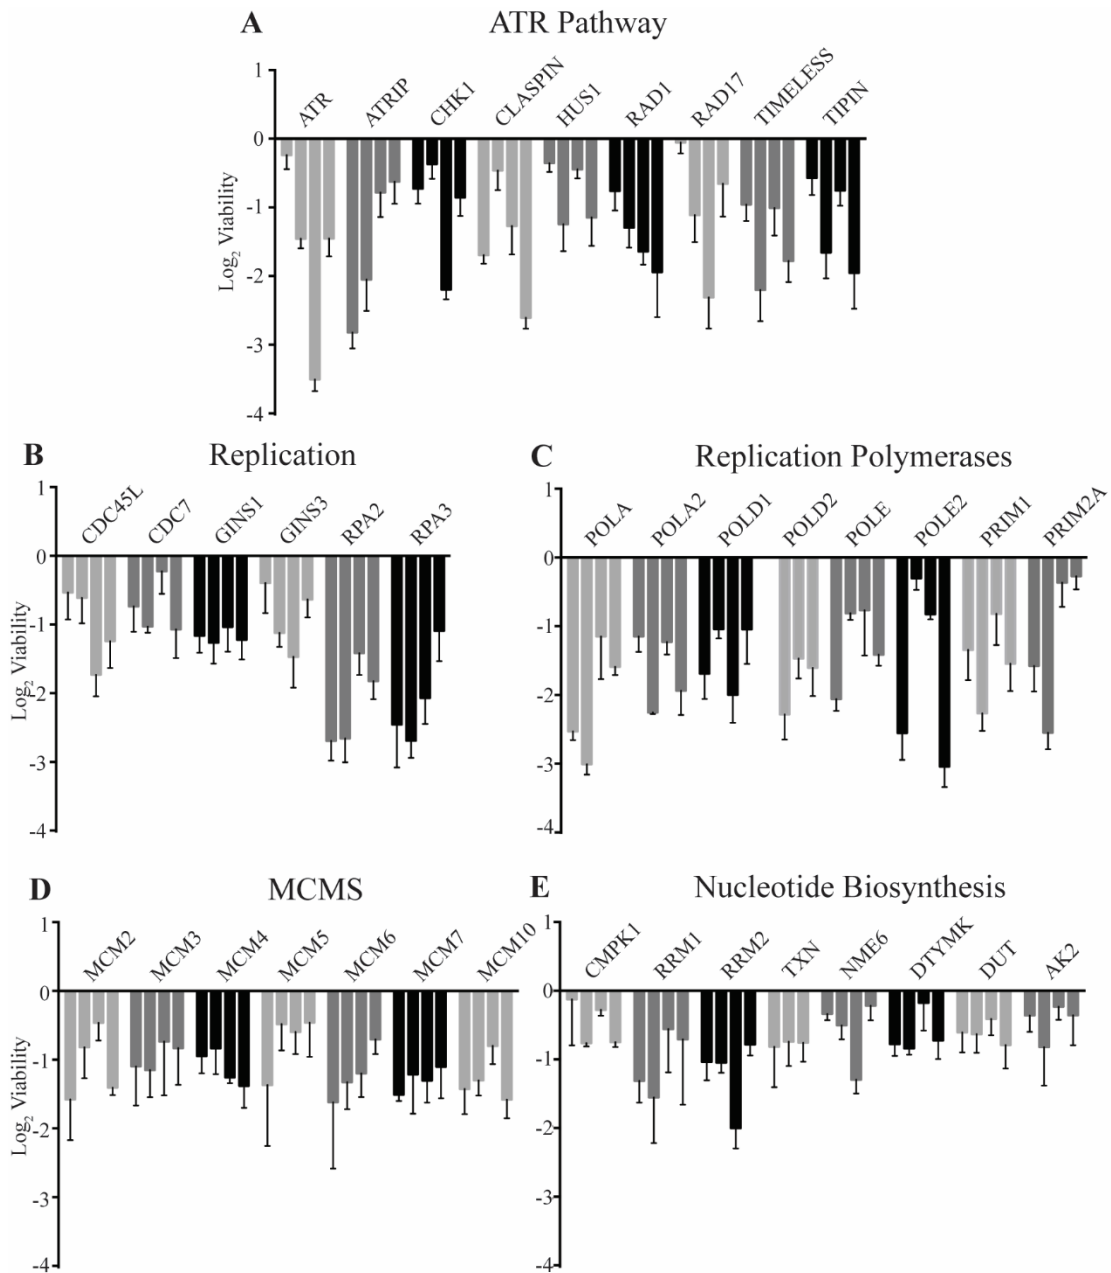 A ATR Pathway
ATR ATRIP CHK1 CLASPIN HUS1 RAD1 RAD17 TIMELESS TIPIN
Log2 Viability
1
0
-1
-2
-3
-4
B Replication
CDC45L CDC7 GINS1 GINS3 RPA2 RPA3
Log2 Viability
1
0
-1
-2
-3
-4
C Replication Polymerases
POLA POLA2 POLD1 POLD2 POLE POLE2 PRIM1 PRIM2A
1
0
-1
-2
-3
-4
D MCMS
MCM2 MCM3 MCM4 MCM5 MCM6 MCM7 MCM10
Log2 Viability
1
0
-1
-2
-3
-4
E Nucleotide Biosynthesis
CMPK1 RRM1 RRM2 TXN NME6 DTYMK DUT AK2
1
0
-1
-2
-3
-4